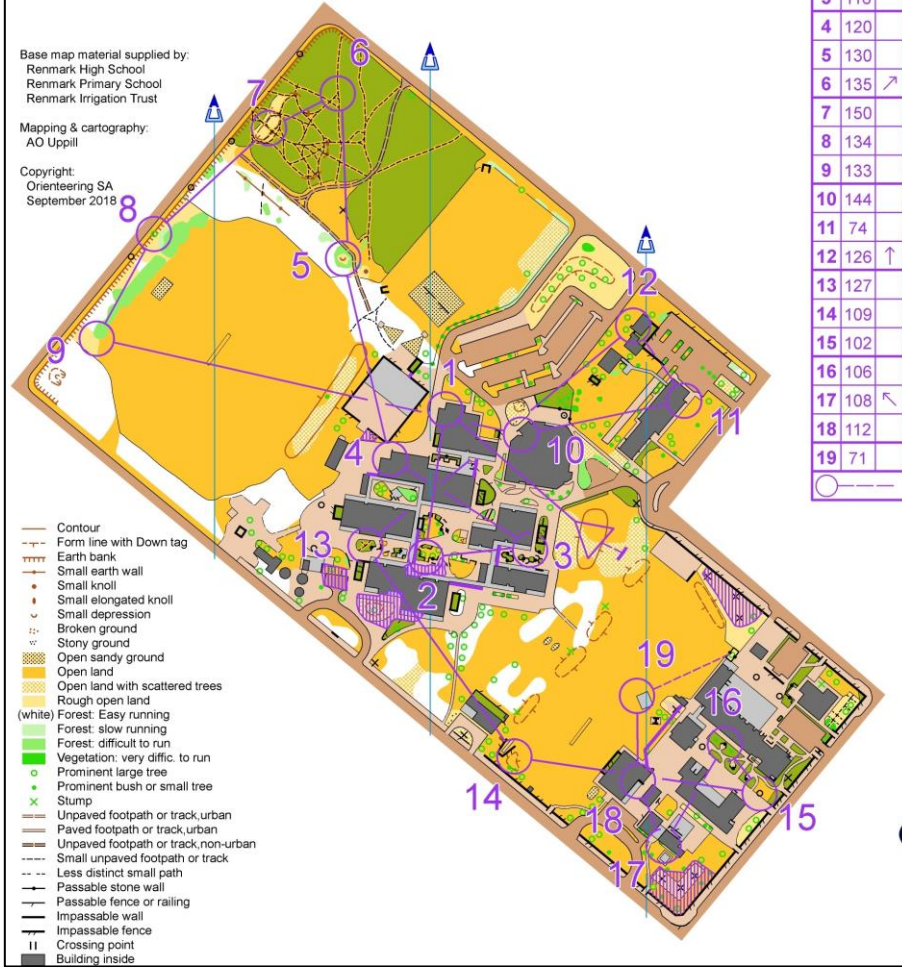 Base map material supplied by:
Renmark High School
Renmark Primary School
Renmark Irrigation Trust
Mapping & cartography:
AO Uppill
Copyright:
Orienteering SA
September 2018
6
7
8
5
9
12
1
10
11
4
13
2
3
19
16
14
18
15
17
Contour
Form line with Down tag
Earth bank
Small earth wall
Small knoll
Small elongated knoll
Small depression
Broken ground
Stony ground
Open sandy ground
Open land
Open land with scattered trees
Rough open land
(white) Forest: Easy running
Forest: slow running
Forest: difficult to run
Vegetation: very diffic. to run
Prominent large tree
Prominent bush or small tree
Stump
Unpaved footpath or track,urban
Paved footpath or track,urban
Unpaved footpath or track,non-urban
Small unpaved footpath or track
Less distinct small path
Passable stone wall
Passable fence or railing
Impassable wall
Impassable fence
Crossing point
Building inside
4 120
5 130
6 135 ↗
7 150
8 134
9 133
10 144
11 74
12 126 ↑
13 127
14 109
15 102
16 106
17 108 ↖
18 112
19 71